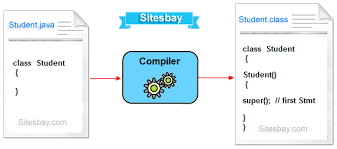 Sitesbay
Student.java
class Student
{
}
Sitesbay.com
Compiler
Student.class
class Student
{
Student()
{
super(); // first Stmt
}
}
Sitesbay.com